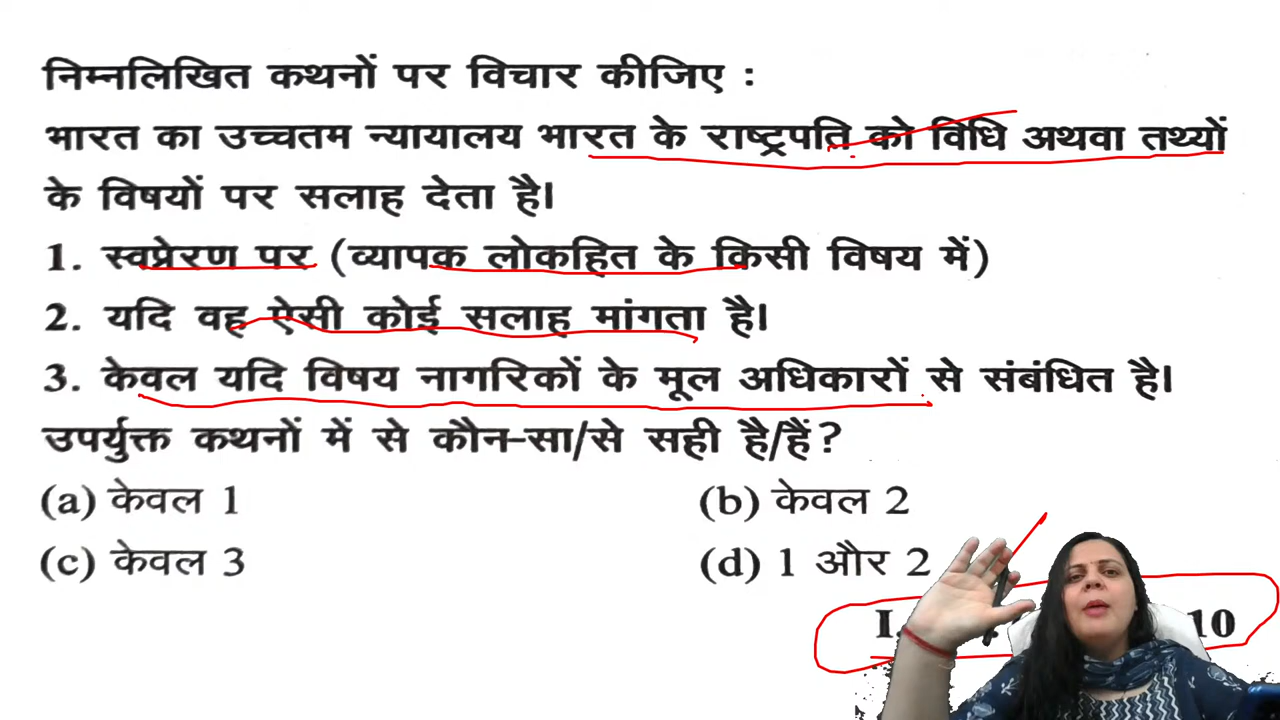 निम्नलिखित कथनों पर विचार कीजिए :
भारत का उच्चतम न्यायालय भारत के राष्ट्रपति को विधि अथवा तथ्यों
के विषयों पर सलाह देता है।
1. स्वप्रेरण पर (व्यापक लोकहित के किसी विषय में)
2. यदि वह ऐसी कोई सलाह मांगता है।
3. केवल यदि विषय नागरिकों के मूल अधिकारों से संबंधित है।
उपर्युक्त कथनों में से कौन-सा/से सही है/हैं?
(a) केवल 1
(b) केवल 2
(c) केवल 3
(d) 1 और 2
10